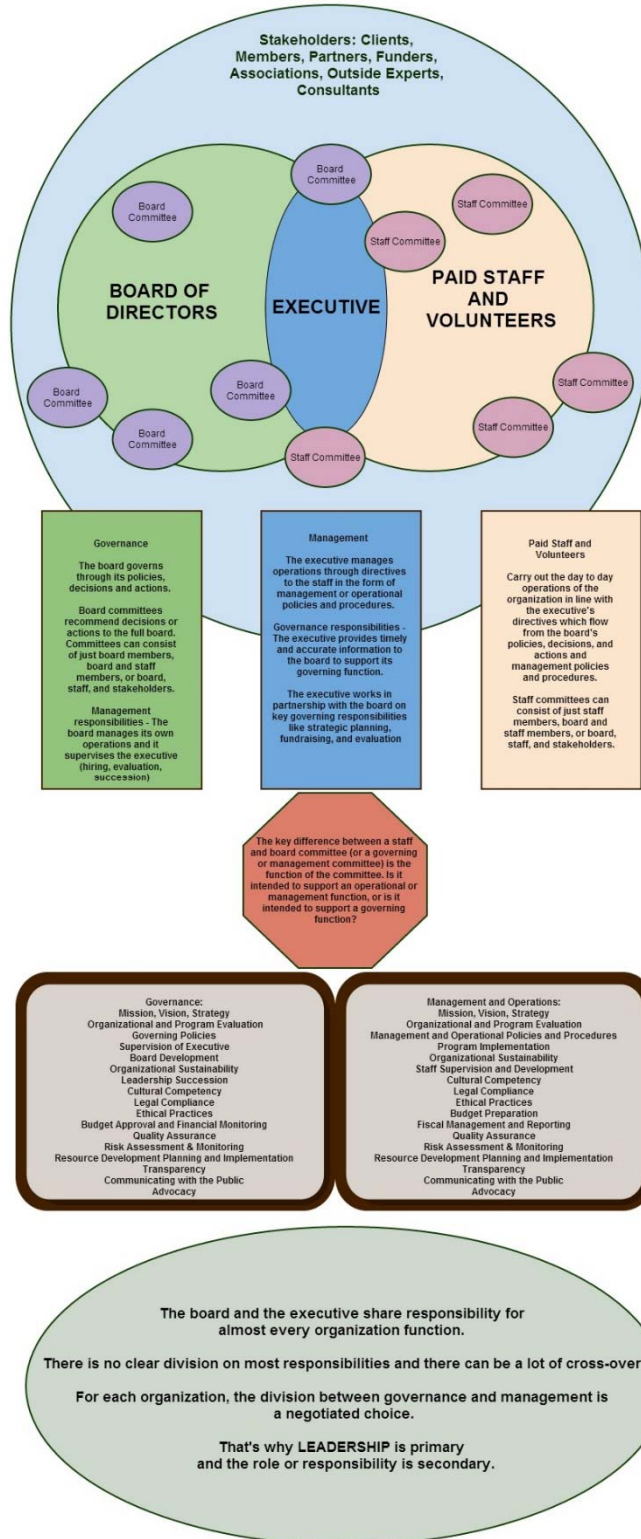 Stakeholders: Clients,
Members, Partners, Funders,
Associations, Outside Experts,
Consultants
Board
Committee
Board
Committee
Staff Committee
Staff Committee
BOARD OF
DIRECTORS
EXECUTIVE
PAID STAFF
AND
VOLUNTEERS
Board
Committee
Board
Committee
Board
Committee
Staff Committee
Staff Committee
Staff Committee
Governance
The board governs
through its policies,
decisions and actions.
Board committees
recommend decisions or
actions to the full board.
Committees can consist
of just board members,
board and staff
members, or board,
staff, and stakeholders.
Management
responsibilities - The
board manages its own
operations and it
supervises the executive
(hiring, evaluation,
succession)
Management
The executive manages
operations through directives
to the staff in the form of
management or operational
policies and procedures.
Governance responsibilities -
The executive provides timely
and accurate information to
the board to support its
governing function.
The executive works in
partnership with the board on
key governing responsibilities
like strategic planning,
fundraising, and evaluation
Paid Staff and
Volunteers
Carry out the day to day
operations of the
organization in line with
the executive's
directives which flow
from the board's
policies, decisions, and
actions and
management policies
and procedures.
Staff committees can
consist of just staff
members, board and
staff members, or board,
staff, and stakeholders.
The key difference between a staff
and board committee (or a governing
or management committee) is the
function of the committee. Is it
intended to support an operational or
management function, or is it
intended to support a governing
function?
Governance:
Mission, Vision, Strategy
Organizational and Program Evaluation
Governing Policies
Supervision of Executive
Board Development
Organizational Sustainability
Leadership Succession
Cultural Competency
Legal Compliance
Ethical Practices
Budget Approval and Financial Monitoring
Quality Assurance
Risk Assessment & Monitoring
Resource Development Planning and Implementation
Transparency
Communicating with the Public
Advocacy
Management and Operations:
Mission, Vision, Strategy
Organizational and Program Evaluation
Management and Operational Policies and Procedures
Program Implementation
Organizational Sustainability
Staff Supervision and Development
Cultural Competency
Legal Compliance
Ethical Practices
Budget Preparation
Fiscal Management and Reporting
Quality Assurance
Risk Assessment & Monitoring
Resource Development Planning and Implementation
Transparency
Communicating with the Public
Advocacy
The board and the executive share responsibility for
almost every organization function.
There is no clear division on most responsibilities and there can be a lot of cross-over
For each organization, the division between governance and management is
a negotiated choice.
That's why LEADERSHIP is primary
and the role or responsibility is secondary.